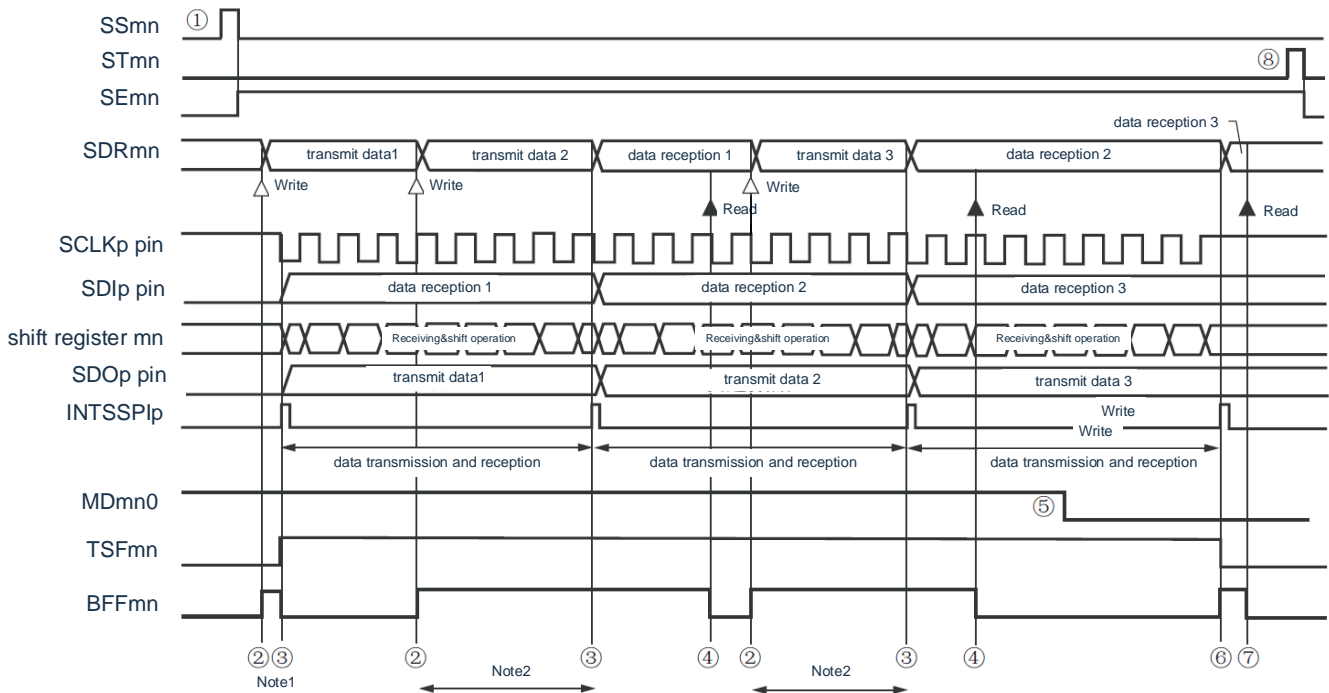 SSmn ①
STmn ⑧
SEmn
data reception 3
SDRmn transmit data1 transmit data 2 data reception 1 transmit data 3 data reception 2
Write Write Write
Read Read Read
SCLKp pin
SDIp pin data reception 1 data reception 2 data reception 3
shift register mn Receiving&shift operation Receiving&shift operation Receiving&shift operation
SDOp pin transmit data1 transmit data 2 transmit data 3
INTSSPIp Write
Write
data transmission and reception data transmission and reception data transmission and reception
MDmn0 ⑤
TSFmn
BFFmn
② ③ ② ③ ④ ② ③ ④ ⑥ ⑦
Note1 Note2 Note2